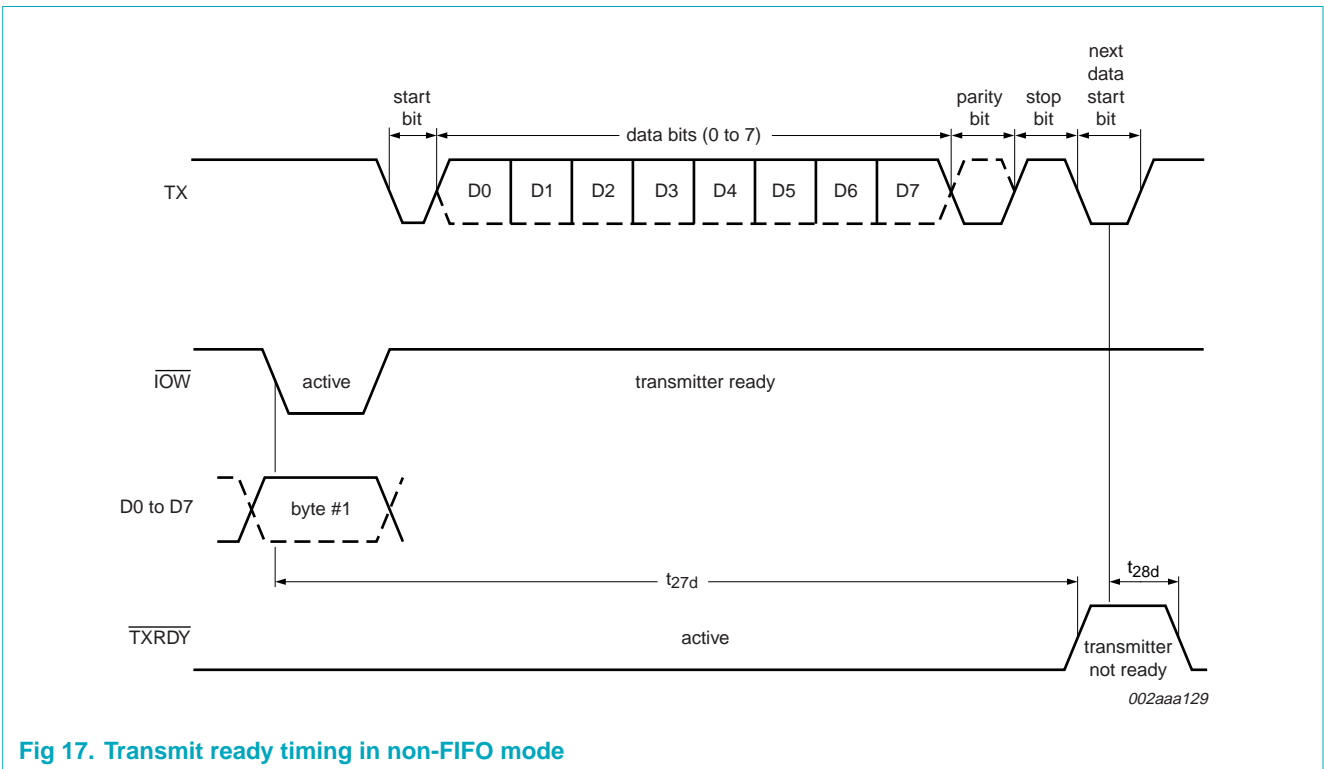 next
data
start
bit
start
bit
parity
bit
stop
bit
data bits (0 to 7)
TX
D0 D1 D2 D3 D4 D5 D6 D7
IOW
active
transmitter ready
D0 to D7
byte #1
t27d
t28d
TXRDY
active
transmitter
not ready
002aaa129
Fig 17. Transmit ready timing in non-FIFO mode